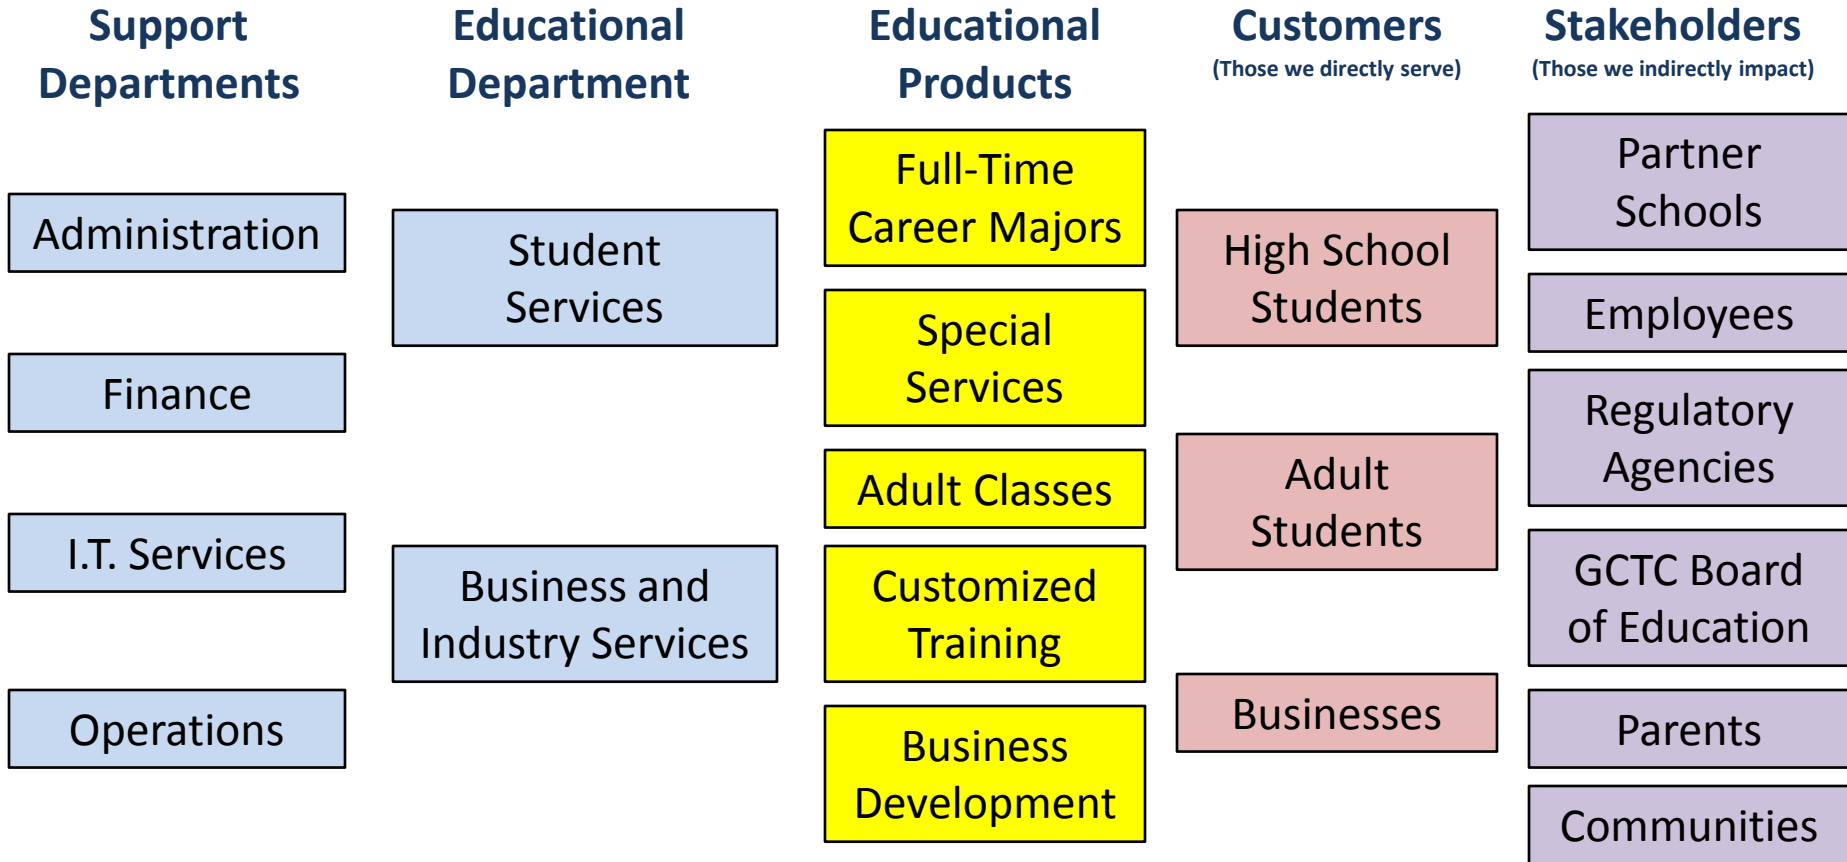 Support
Departments
Educational
Department
Educational
Products
Customers
(Those we directly serve)
Stakeholders
(Those we indirectly impact)
Administration
Finance
I.T. Services
Operations
Student
Services
Business and
Industry Services
Full-Time
Career Majors
Special
Services
Adult Classes
Customized
Training
Business
Development
High School
Students
Adult
Students
Businesses
Partner
Schools
Employees
Regulatory
Agencies
GCTC Board
of Education
Parents
Communities